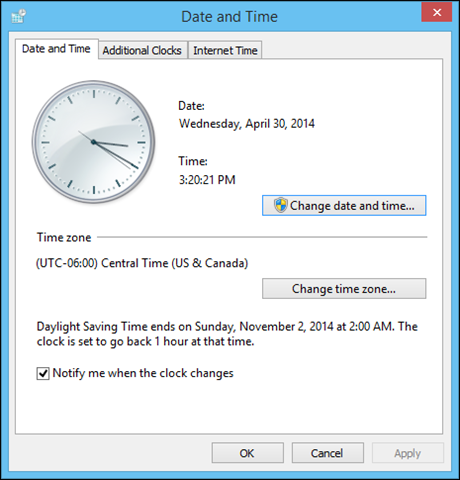 Date and Time
Date and Time
Additional Clocks
Internet Time
Date:
Wednesday, April 30, 2014
Time:
3:20:21 PM
Change date and time...
Time zone
(UTC-06:00) Central Time (US & Canada)
Change time zone...
Daylight Saving Time ends on Sunday, November 2, 2014 at 2:00 AM. The
clock is set to go back 1 hour at that time.
Notify me when the clock changes
OK
Cancel
Apply